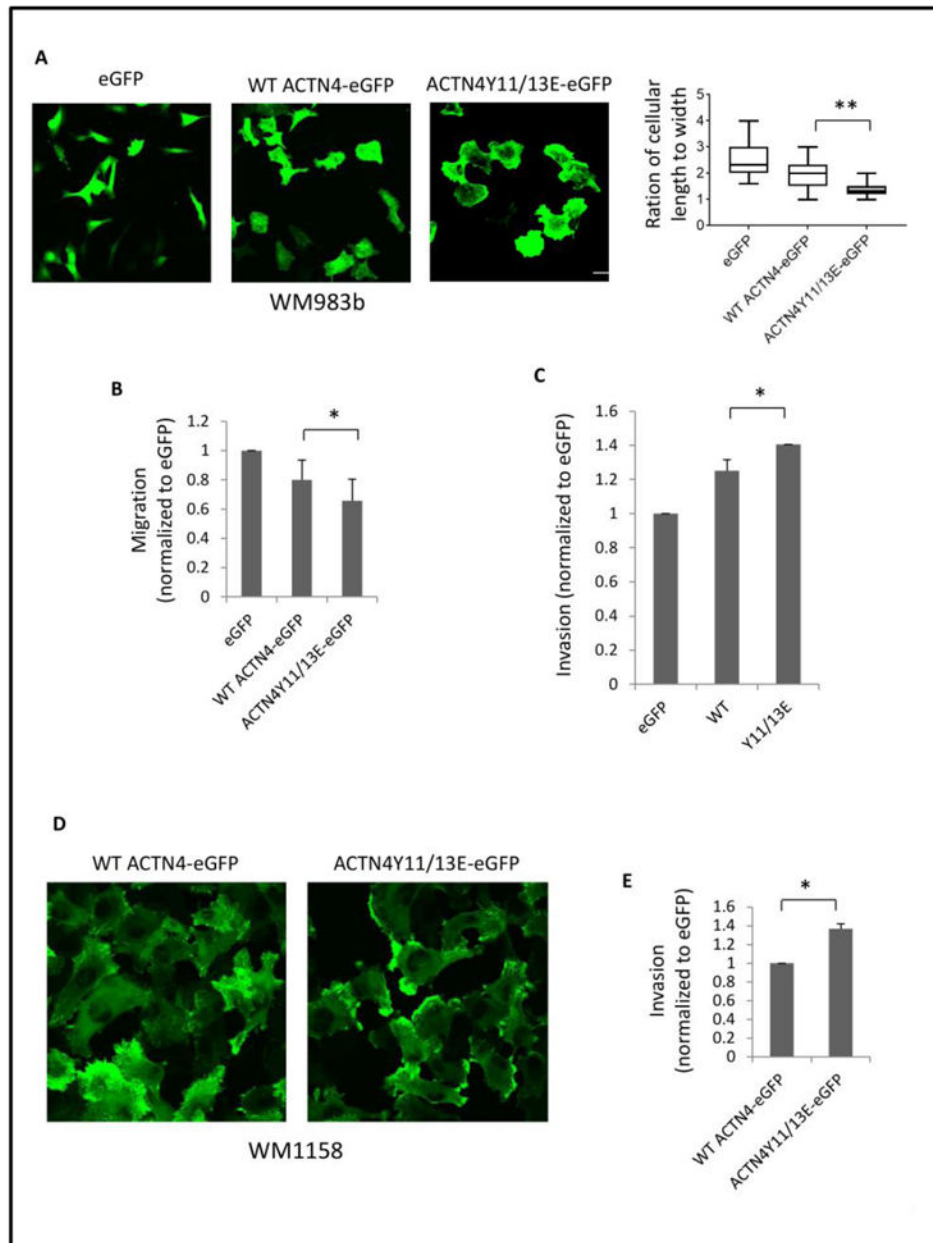 A
eGFP
WT ACTN4-eGFP
ACTN4Y11/13E-eGFP
WM983b
Ration of cellular
length to width
5
4
3
2
1
0
**
eGFP
WT ACTN4-eGFP
ACTN4Y11/13E-eGFP
B
Migration
(normalized to eGFP)
1.2
1
0.8
0.6
0.4
0.2
0
*
eGFP
WT ACTN4-eGFP
ACTN4Y11/13E-eGFP
C
Invasion (normalized to eGFP)
1.6
1.4
1.2
1
0.8
0.6
0.4
0.2
0
*
eGFP
WT
Y11/13E
D
WT ACTN4-eGFP
ACTN4Y11/13E-eGFP
WM1158
E
Invasion
(normalized to eGFP)
1.6
1.4
1.2
1
0.8
0.6
0.4
0.2
0
*
WT ACTN4-eGFP
ACTN4Y11/13E-eGFP